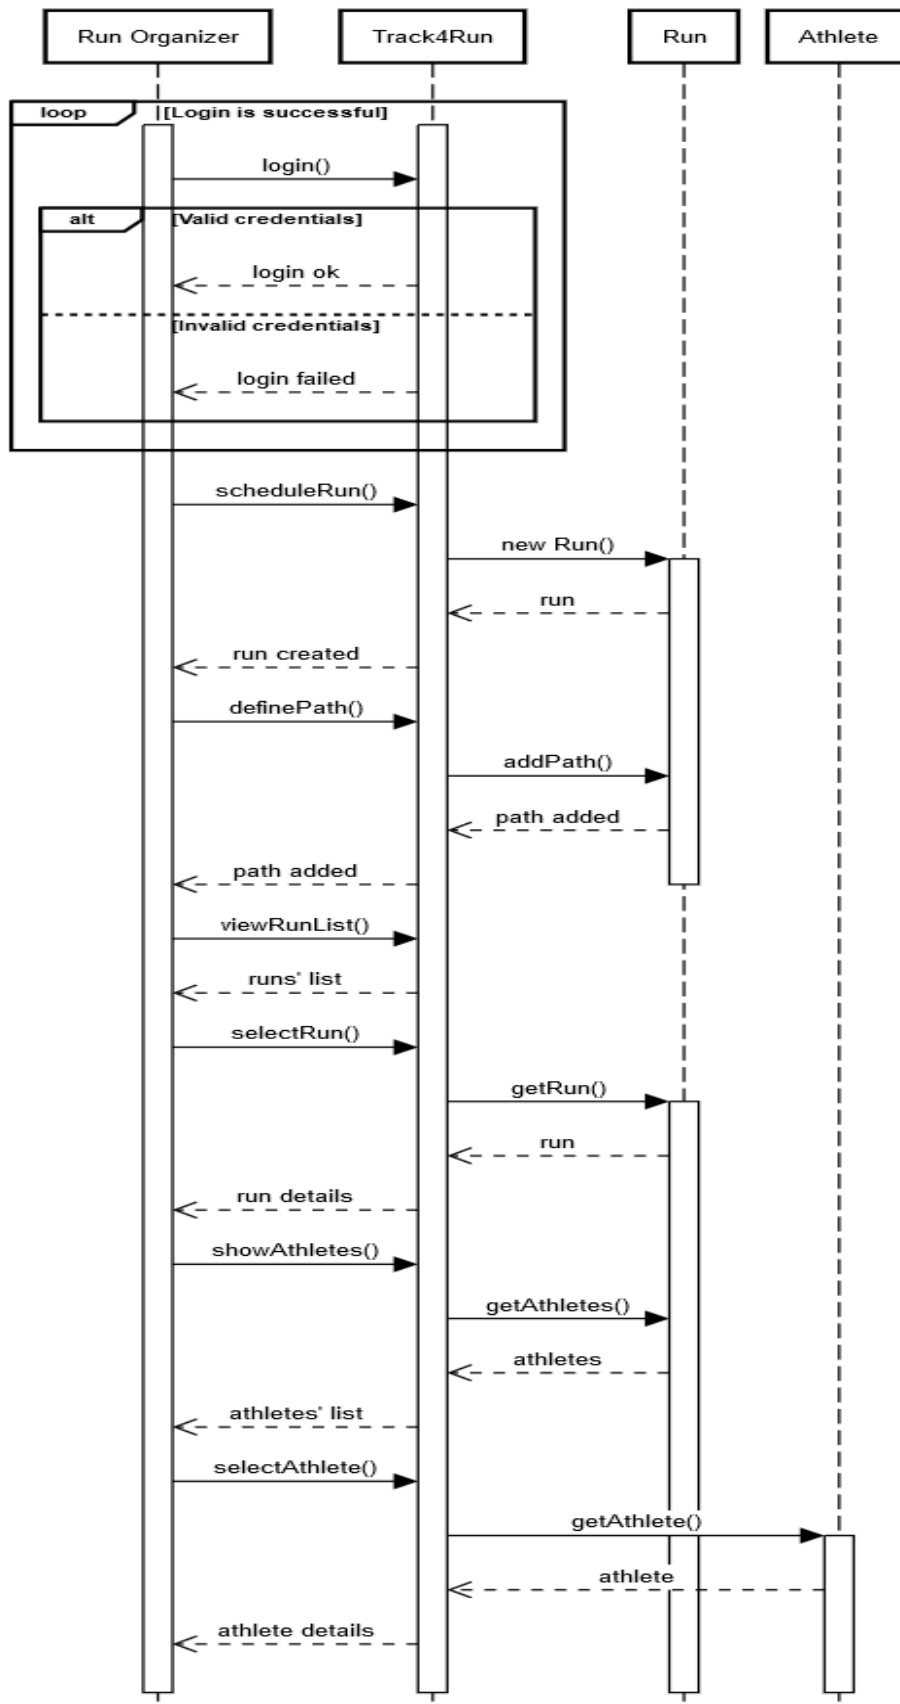 Run Organizer
Track4Run
Run
Athlete
loop
[Login is successful]
login()
alt
[Valid credentials]
login ok
[Invalid credentials]
login failed
scheduleRun()
new Run()
run
run created
definePath()
addPath()
path added
path added
viewRunList()
runs' list
selectRun()
getRun()
run
run details
showAthletes()
getAthletes()
athletes
athletes' list
selectAthlete()
getAthlete()
athlete
athlete details